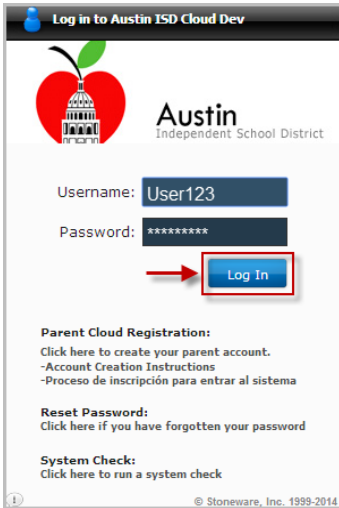 Log in to Austin ISD Cloud Dev
Austin
Independent School District
Username: User123
Password: *********
Log In
Parent Cloud Registration:
Click here to create your parent account.
-Account Creation Instructions
-Proceso de inscripción para entrar al sistema
Reset Password:
Click here if you have forgotten your password
System Check:
Click here to run a system check
i © Stoneware, Inc. 1999-2014